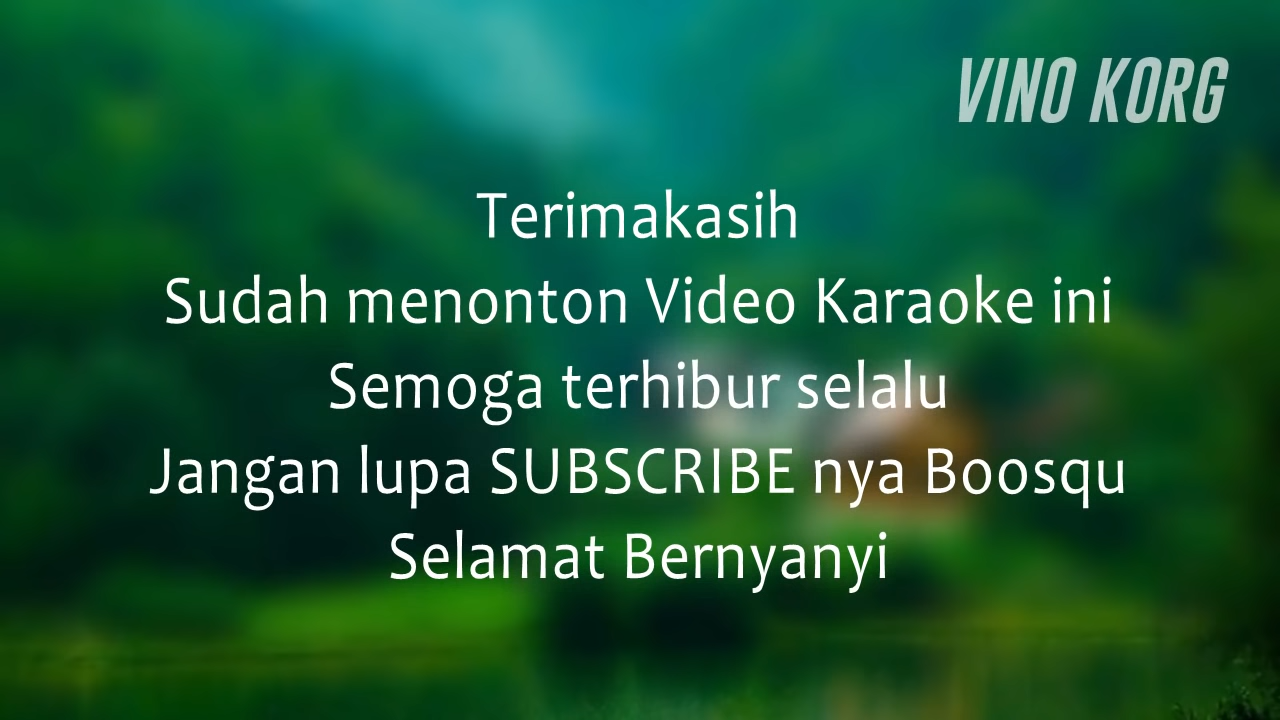 VINO KORG
Terimakasih
Sudah menonton Video Karaoke ini
Semoga terhibur selalu
Jangan lupa SUBSCRIBE nya Boosqu
Selamat Bernyanyi